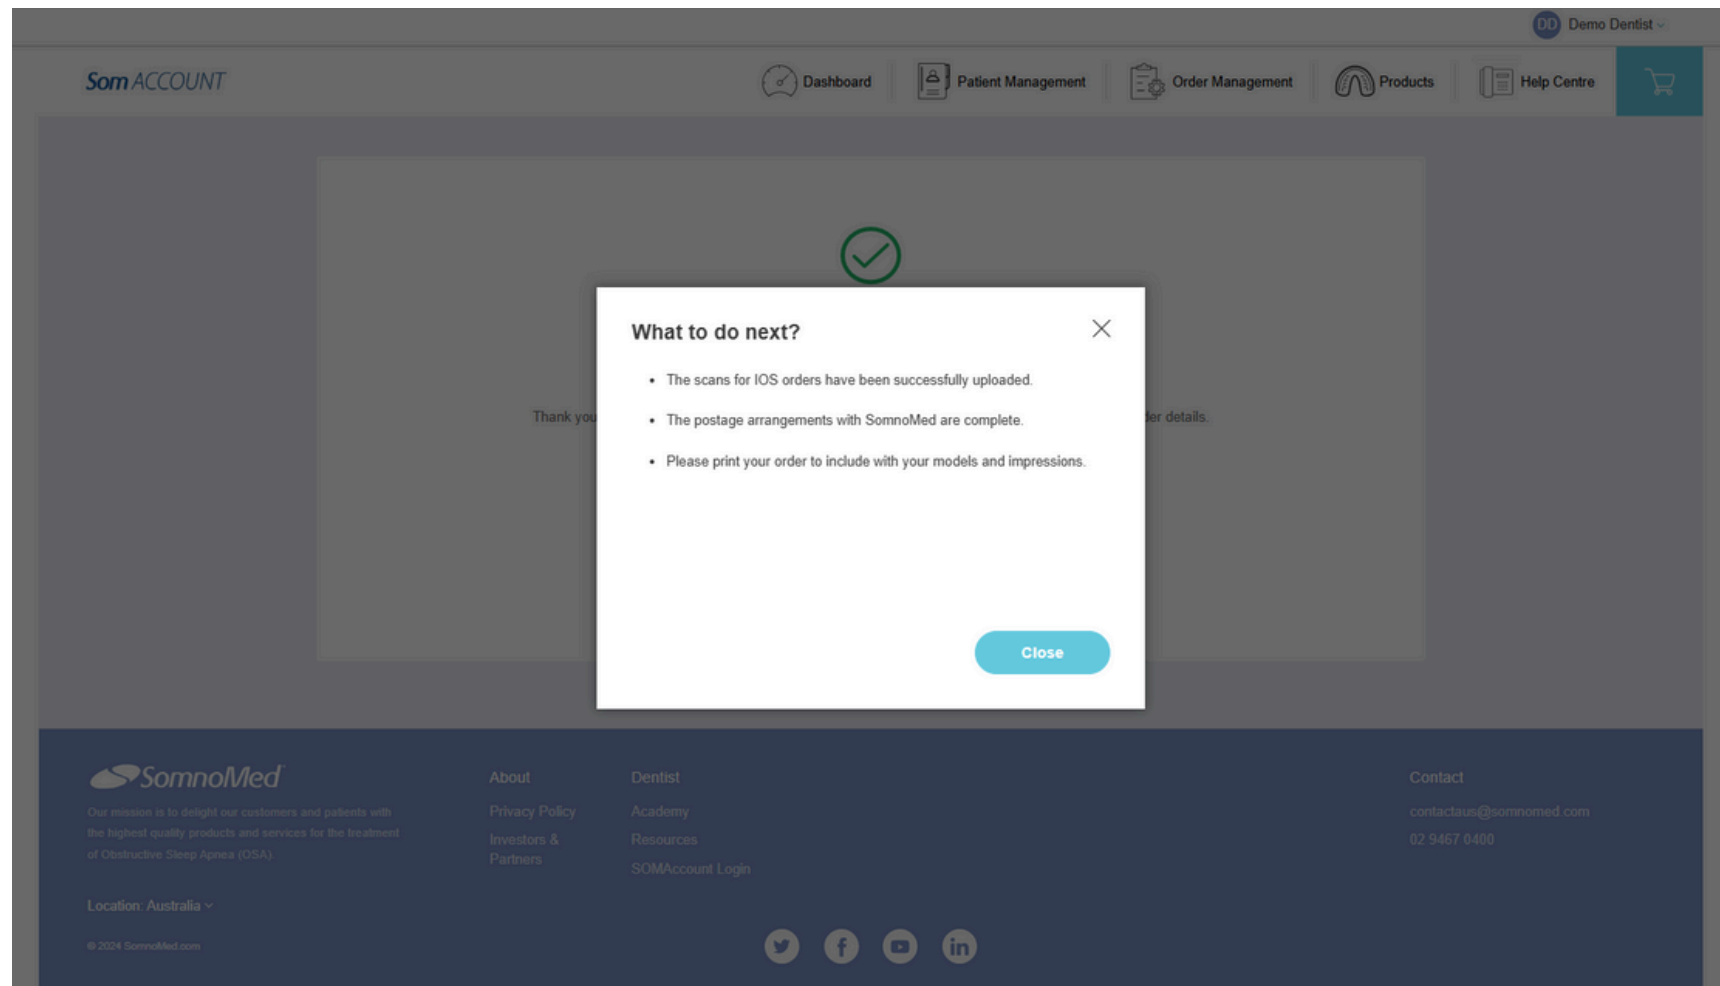 DD Demo Dentist
Som ACCOUNT
Dashboard
Patient Management
Order Management
Products
Help Centre
What to do next?
• The scans for IOS orders have been successfully uploaded.
Thank you
der details.
• The postage arrangements with SomnoMed are complete.
• Please print your order to include with your models and impressions.
Close
SomnoMed
Our mission is to delight our customers and patients with
the highest quality products and services for the treatment
of Obstructive Sleep Apnea (OSA).
Location: Australia
© 2024 SomnoMed.com
About
Privacy Policy
Investors &
Partners
Dentist
Academy
Resources
SOMAccount Login
Contact
contactaus@somnomed.com
02 9467 0400